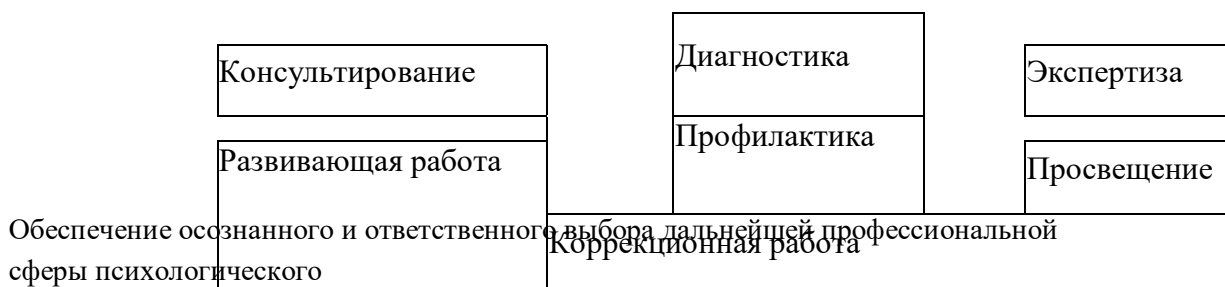 Консультирование
Диагностика
Экспертиза
Развивающая работа
Профилактика
Просвещение
Обеспечение осознанного и ответственного выбора дальнейшей профессиональной
Коррекционная работа
сферы психологического